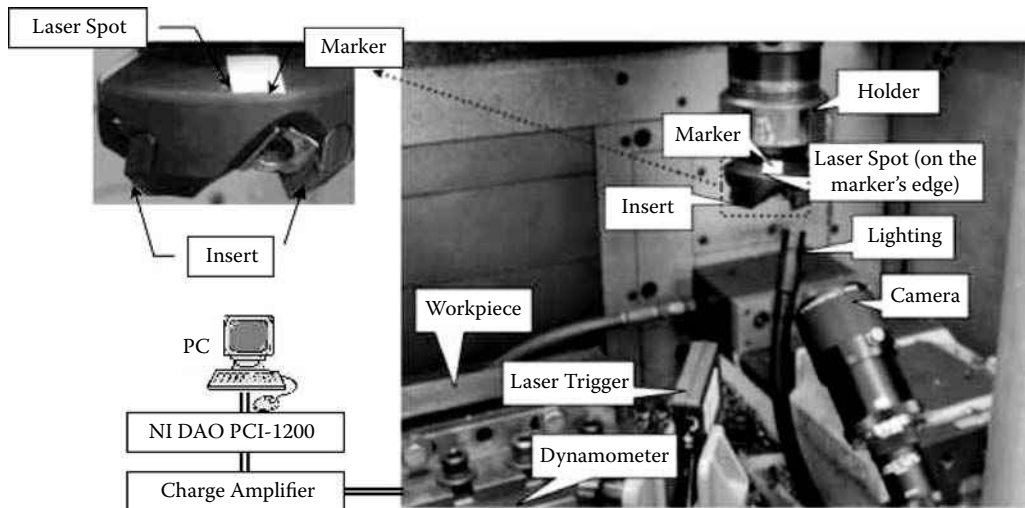 Laser Spot
Marker
Insert
PC
NI DAO PCI-1200
Charge Amplifier
Holder
Marker
Laser Spot (on the
marker's edge)
Insert
Lighting
Camera
Workpiece
Laser Trigger
Dynamometer